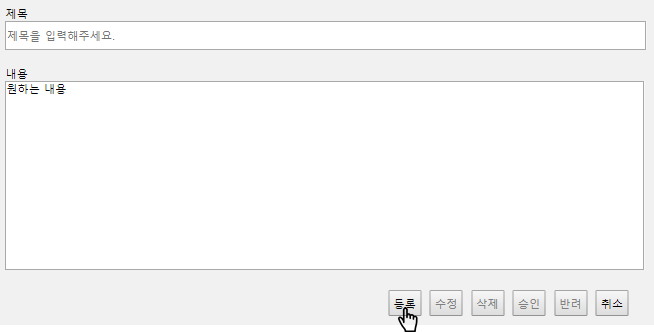 제목
제목을 입력해주세요.
내용
원하는 내용
등록 수정 삭제 승인 반려 취소